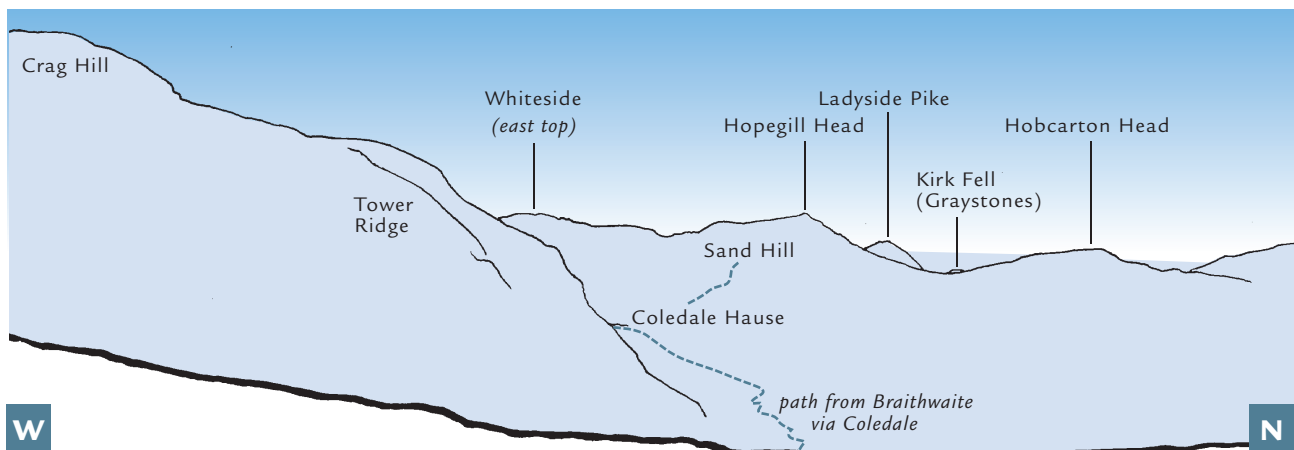 Crag Hill
Whiteside
(east top)
Ladyside Pike
Hopegill Head
Hobcarton Head
Kirk Fell
(Graystones)
Tower
Ridge
Sand Hill
Coledale Hause
path from Braithwaite
via Coledale
W
N